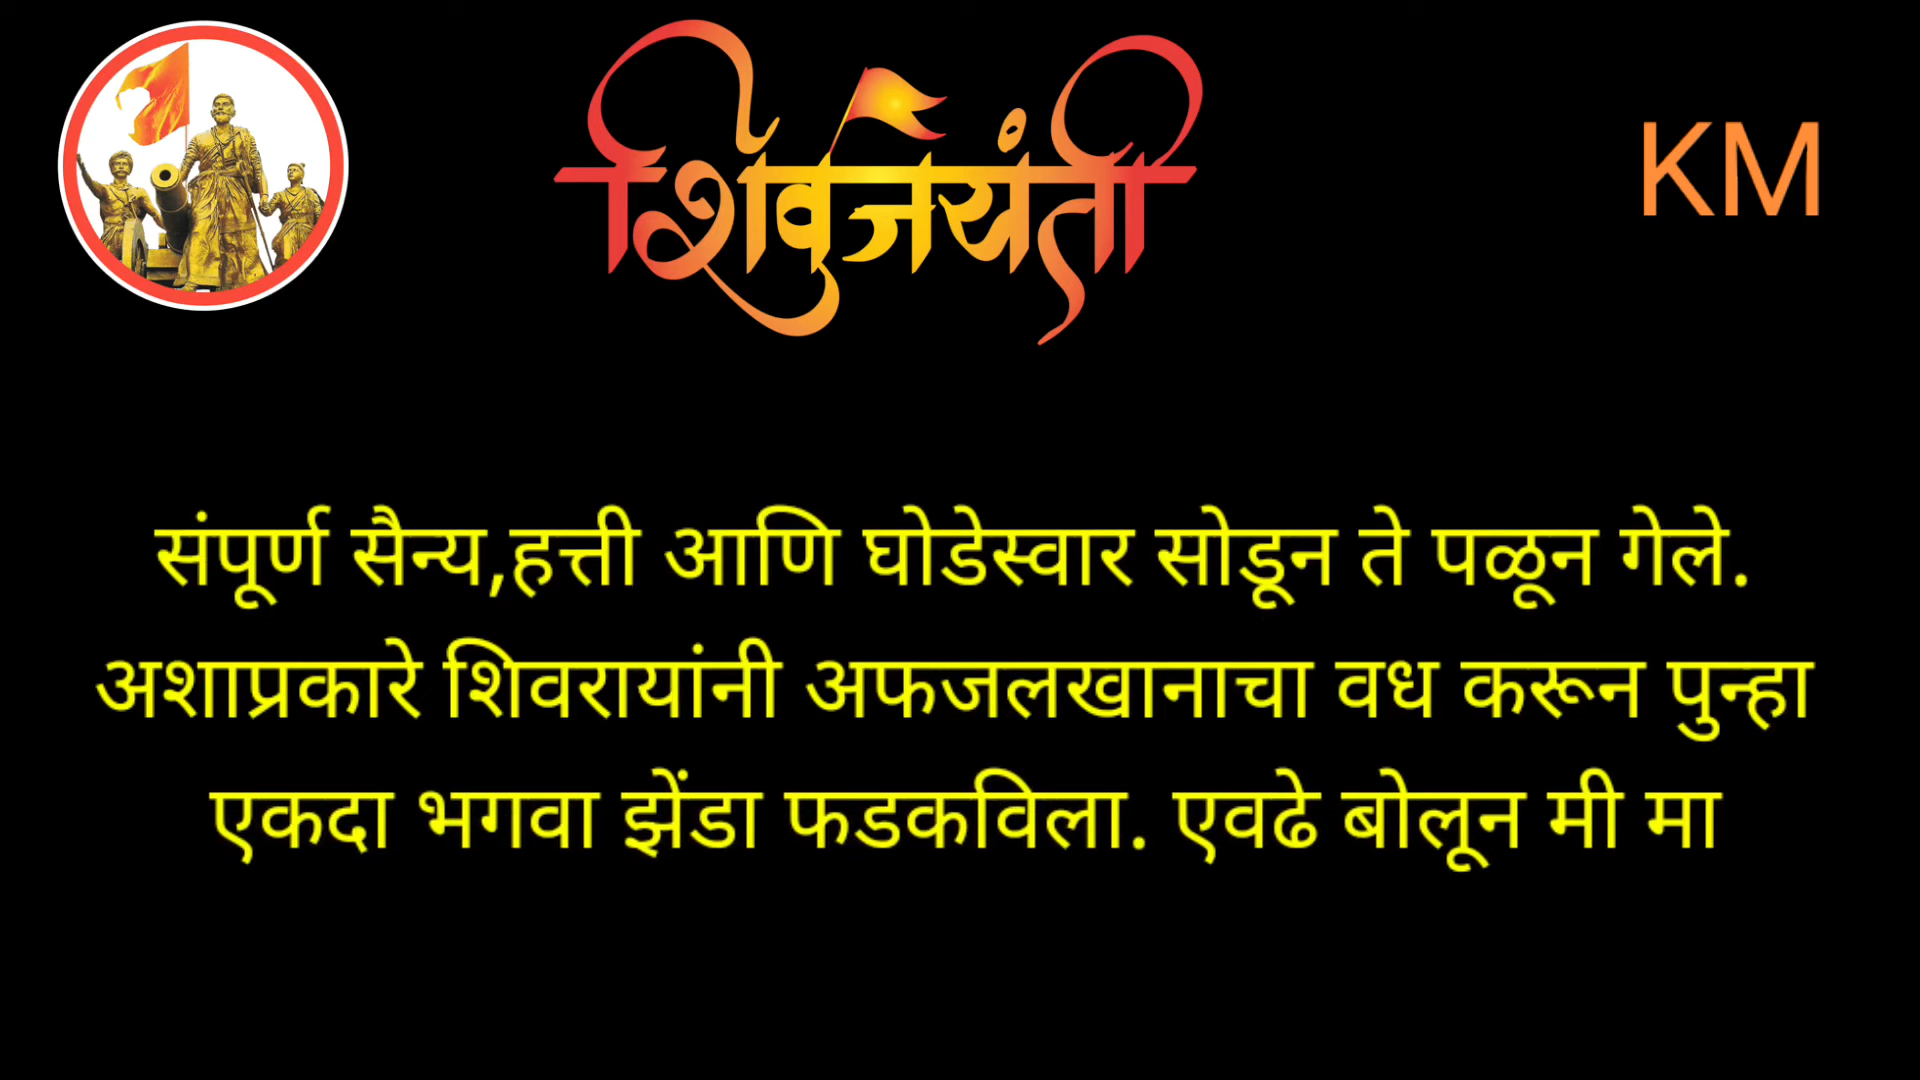 शिवजयंती
KM
संपूर्ण सैन्य,हत्ती आणि घोडेस्वार सोडून ते पळून गेले.
अशाप्रकारे शिवरायांनी अफजलखानाचा वध करून पुन्हा
एकदा भगवा झेंडा फडकविला. एवढे बोलून मी मा